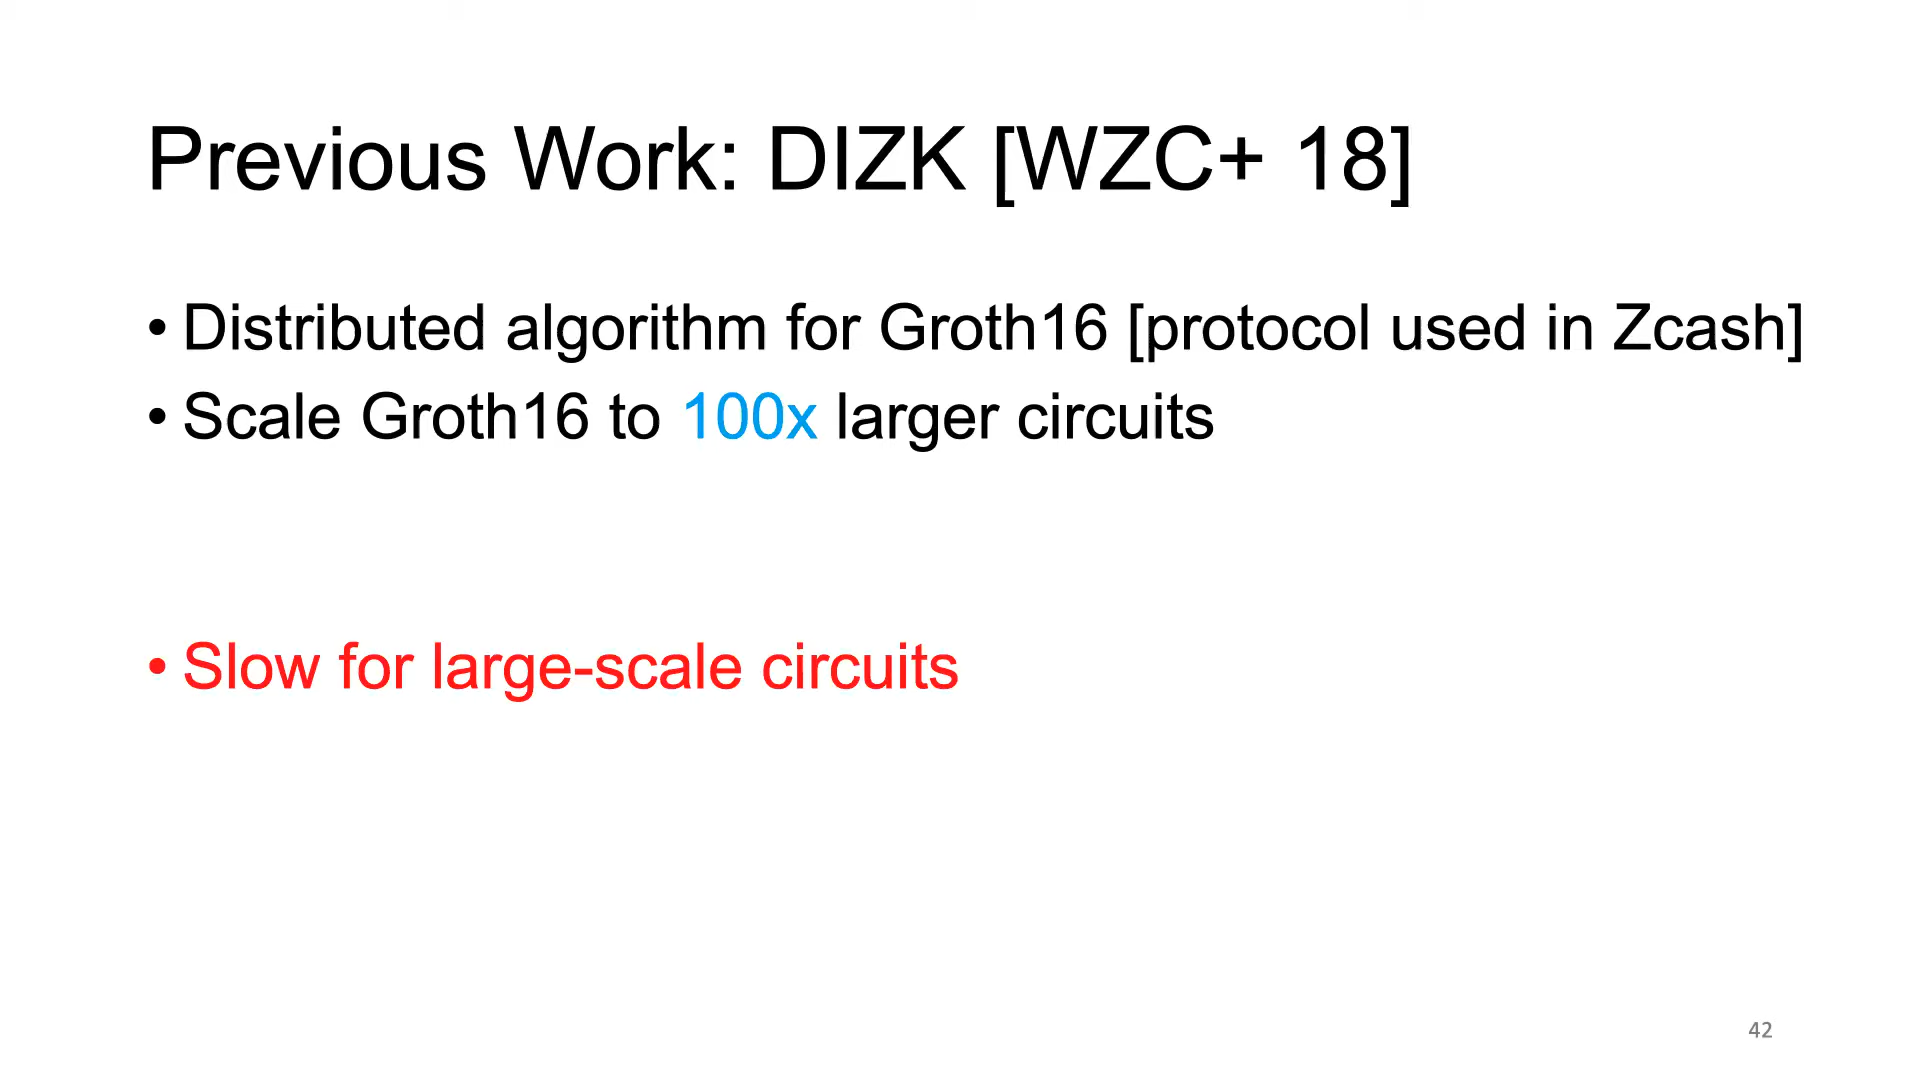 Previous Work: DIZK [WZC+ 18]
• Distributed algorithm for Groth16 [protocol used in Zcash]
• Scale Groth16 to 100x larger circuits
• Slow for large-scale circuits
42